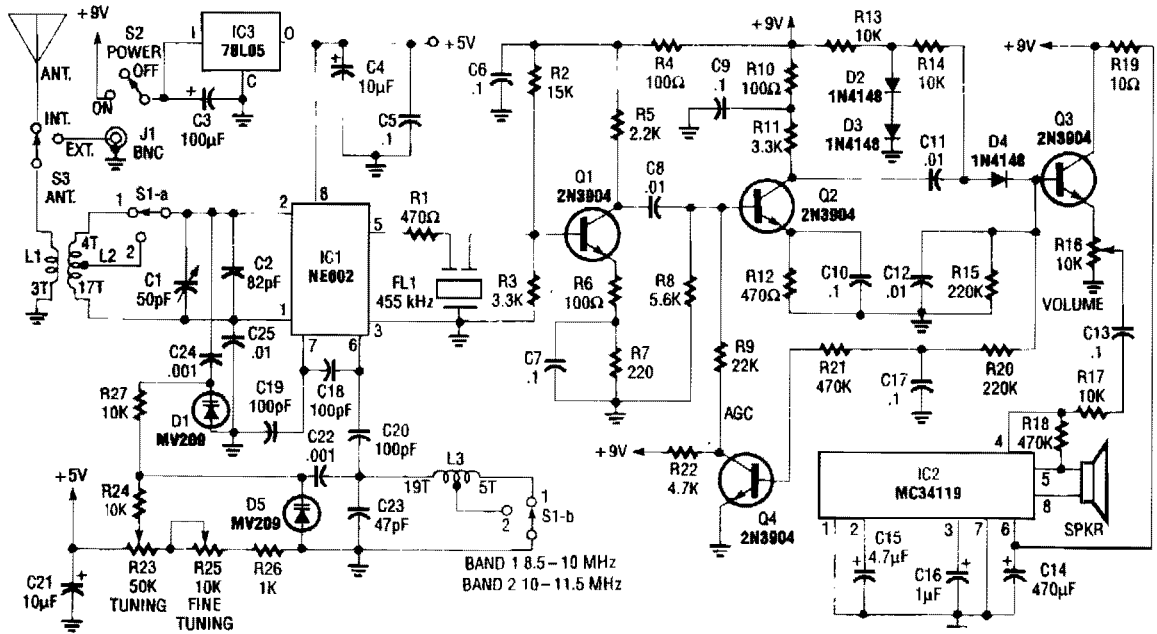 +9V
S2
POWER
OFF
ON
ANT.
INT.
EXT.
J1
BNC
S3
ANT.
I
IC3
78L05
O
C
C3
100µF
C4
10µF
C5
.1
+5V
S1-a
1
2
L1
3T
4T
L2
17T
C1
50pF
C2
82pF
2
1
8
5
3
7
6
IC1
NE602
R1
470Ω
FL1
455 kHz
C25
.01
C24
.001
R27
10K
D1
MV209
C19
100pF
C18
100pF
C20
100pF
C22
.001
+5V
R24
10K
D5
MV209
C23
47pF
L3
19T
5T
1
2
S1-b
C21
10µF
R23
50K
TUNING
R25
10K
FINE
TUNING
R26
1K
BAND 1 8.5–10 MHz
BAND 2 10–11.5 MHz
C6
.1
R2
15K
R3
3.3K
R4
100Ω
R5
2.2K
Q1
2N3904
C8
.01
R6
100Ω
R8
5.6K
C7
.1
R7
220
+9V
C9
.1
R10
100Ω
R11
3.3K
R13
10K
R14
10K
D2
1N4148
D3
1N4148
C11
.01
D4
1N4148
Q2
2N3904
R12
470Ω
C10
.1
C12
.01
R15
220K
R9
22K
AGC
R21
470K
C17
.1
R20
220K
+9V
R22
4.7K
Q4
2N3904
+9V
R19
10Ω
Q3
2N3904
R16
10K
VOLUME
C13
.1
R17
10K
R18
470K
4
5
8
IC2
MC34119
SPKR
1
2
3
7
6
C15
4.7µF
C16
1µF
C14
470µF